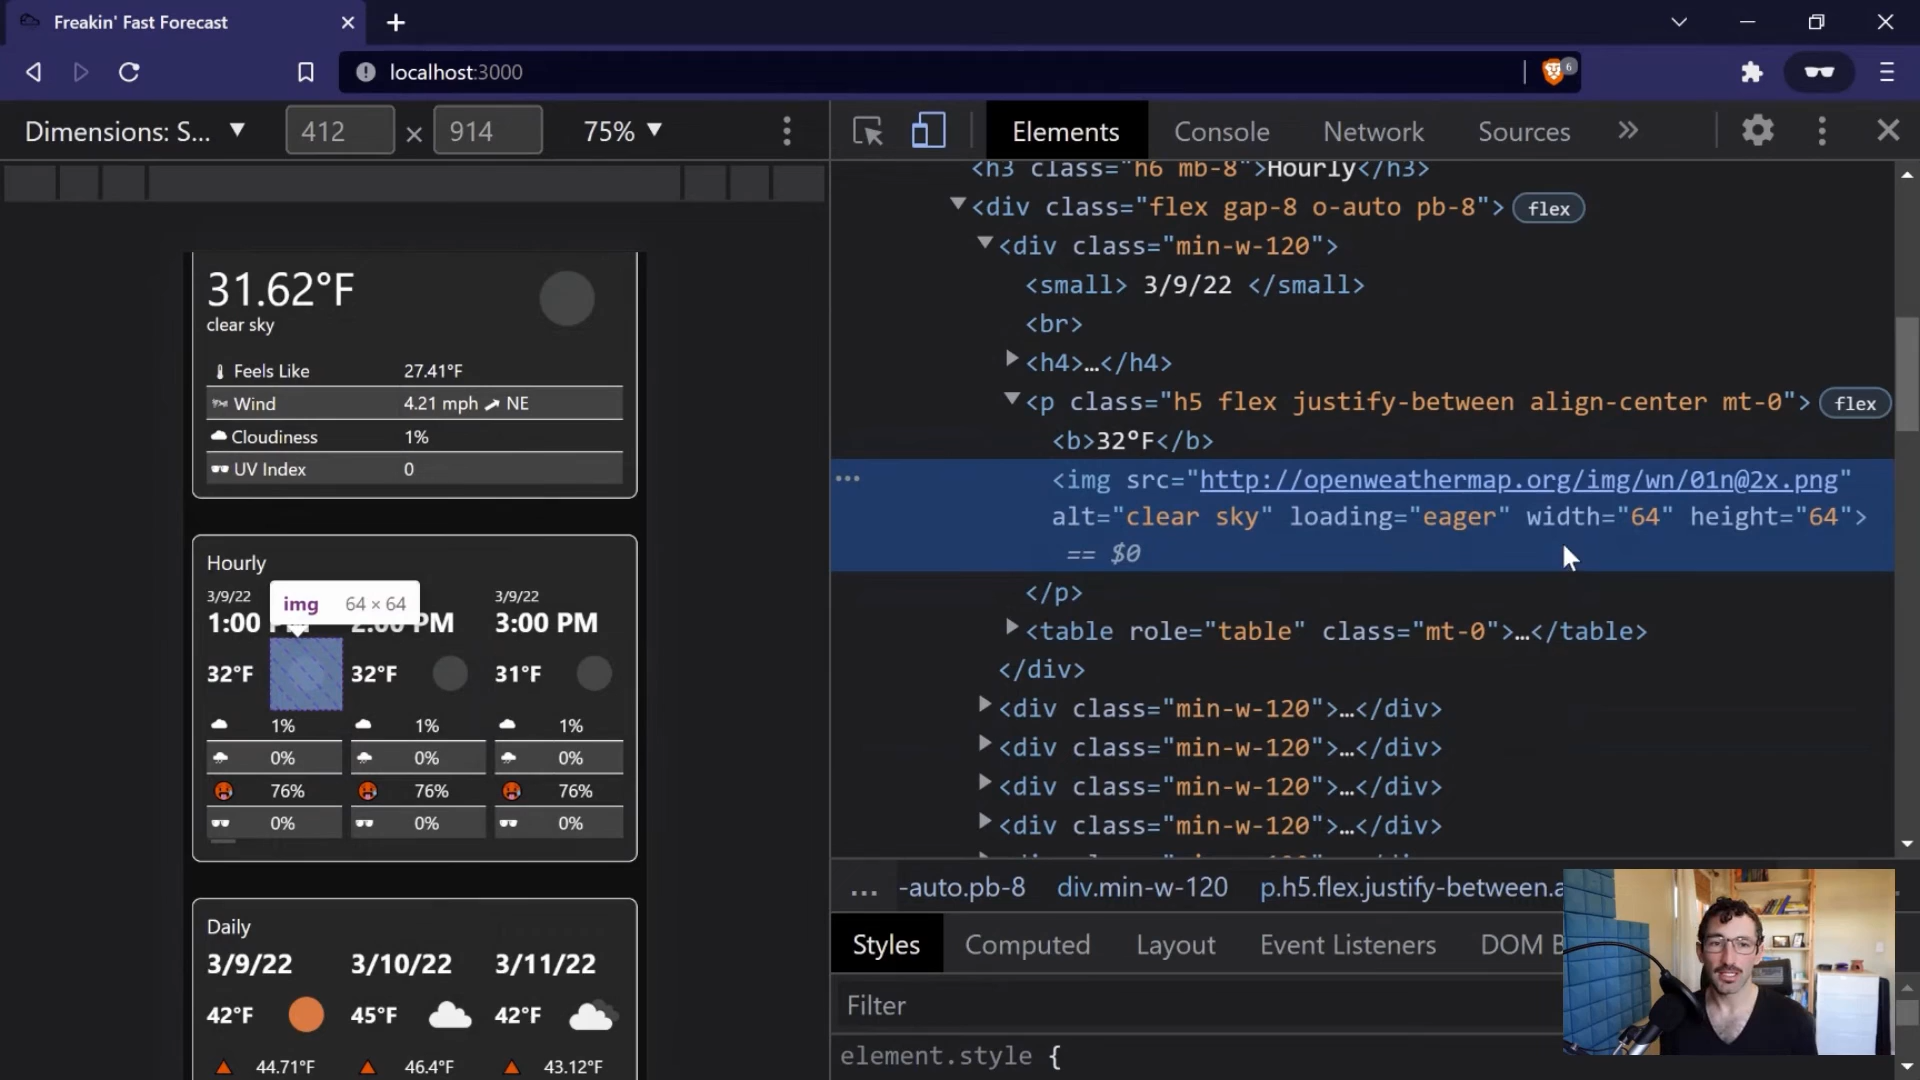 Freakin' Fast Forecast
localhost:3000
6
Dimensions: S... 412 × 914 75%
Elements Console Network Sources »
31.62°F
clear sky
Feels Like 27.41°F
Wind 4.21 mph NE
Cloudiness 1%
UV Index 0
Hourly
3/9/22 3/9/22
img 64 × 64
1:00 PM 3:00 PM
32°F 32°F 31°F
1% 1% 1%
0% 0% 0%
76% 76% 76%
0% 0% 0%
Daily
3/9/22 3/10/22 3/11/22
42°F 45°F 42°F
44.71°F 46.4°F 43.12°F
<h3 class="h6 mb-8">Hourly</h3>
<div class="flex gap-8 o-auto pb-8"> flex
<div class="min-w-120">
<small> 3/9/22 </small>
<br>
<h4>…</h4>
<p class="h5 flex justify-between align-center mt-0"> flex
<b>32°F</b>
<img src="http://openweathermap.org/img/wn/01n@2x.png"
alt="clear sky" loading="eager" width="64" height="64">
== $0
</p>
<table role="table" class="mt-0">…</table>
</div>
<div class="min-w-120">…</div>
<div class="min-w-120">…</div>
<div class="min-w-120">…</div>
<div class="min-w-120">…</div>
... -auto.pb-8 div.min-w-120 p.h5.flex.justify-between.a
Styles Computed Layout Event Listeners DOM B
Filter
element.style {